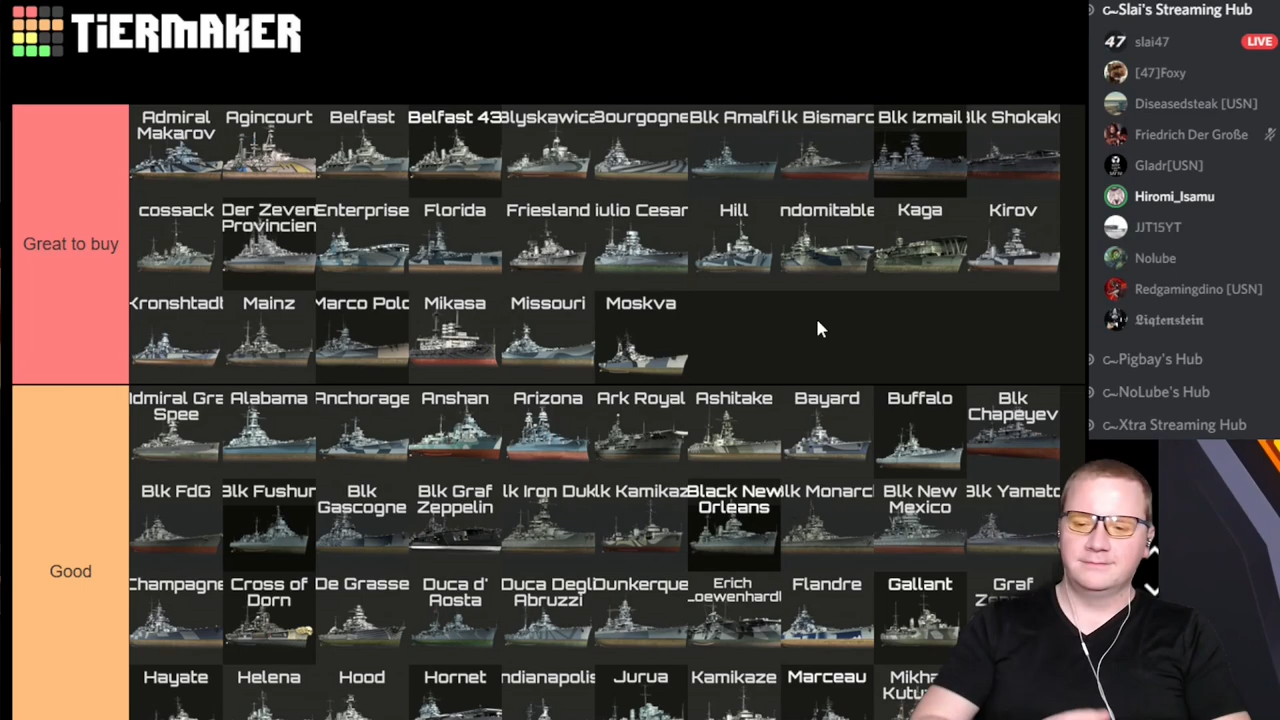 TiERMAKER
Great to buy
Admiral
Makarov
Agincourt
Belfast
Belfast 43
Blyskawica
Bourgogne
Blk Amalfi
lk Bismarc
Blk Izmail
lk Shokak
cossack
Der Zeven
Provincien
Enterprise
Florida
Friesland
iulio Cesar
Hill
ndomitable
Kaga
Kirov
Kronshtadt
Mainz
Marco Polo
Mikasa
Missouri
Moskva
Good
dmiral Gra
Spee
Alabama
Anchorage
Anshan
Arizona
Ark Royal
Ashitake
Bayard
Buffalo
Blk
Chapeyev
Blk FdG
Blk Fushun
Blk
Gascogne
Blk Graf
Zeppelin
lk Iron Duk
lk Kamikaz
Black New
Orleans
lk Monarc
Blk New
Mexico
Blk Yamato
Champagne
Cross of
Dorn
De Grasse
Duca d'
Aosta
Duca Degli
Abruzzi
Dunkerque
Erich
Loewenhardt
Flandre
Gallant
Graf
Hayate
Helena
Hood
Hornet
ndianapolis
Jurua
Kamikaze
Marceau
Mikha
Kutu
Slai's Streaming Hub
47 slai47 LIVE
[47]Foxy
Diseasedsteak [USN]
Friedrich Der Große
Gladr[USN]
Hiromi_Isamu
JJT15YT
Nolube
Redgamingdino [USN]
𝕷𝖎𝖖𝖙𝖊𝖓𝖘𝖙𝖊𝖎𝖓
Pigbay's Hub
NoLube's Hub
Xtra Streaming Hub